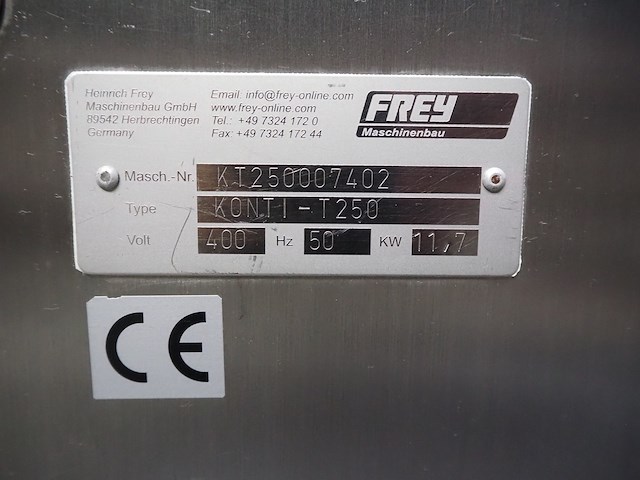 Heinrich Frey
Maschinenbau GmbH
89542 Herbrechtingen
Germany
Email: info@frey-online.com
www.frey-online.com
Tel.: +49 7324 172 0
Fax: +49 7324 172 44
FREY
Maschinenbau
Masch.-Nr. KT250007402
Type KONTI-T250
Volt 400 Hz 50 KW 11,7
CE